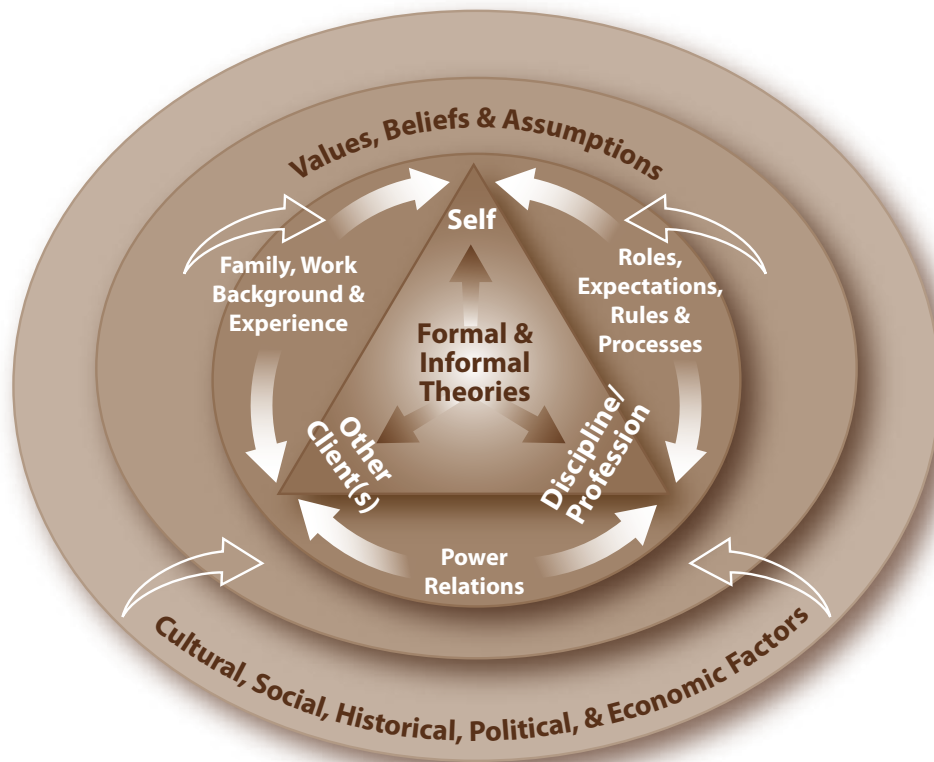 Values, Beliefs & Assumptions
Self
Family, Work
Background &
Experience
Roles,
Expectations,
Rules &
Processes
Formal &
Informal
Theories
Other
Client(s)
Discipline/
Profession
Power
Relations
Cultural, Social, Historical, Political, & Economic Factors